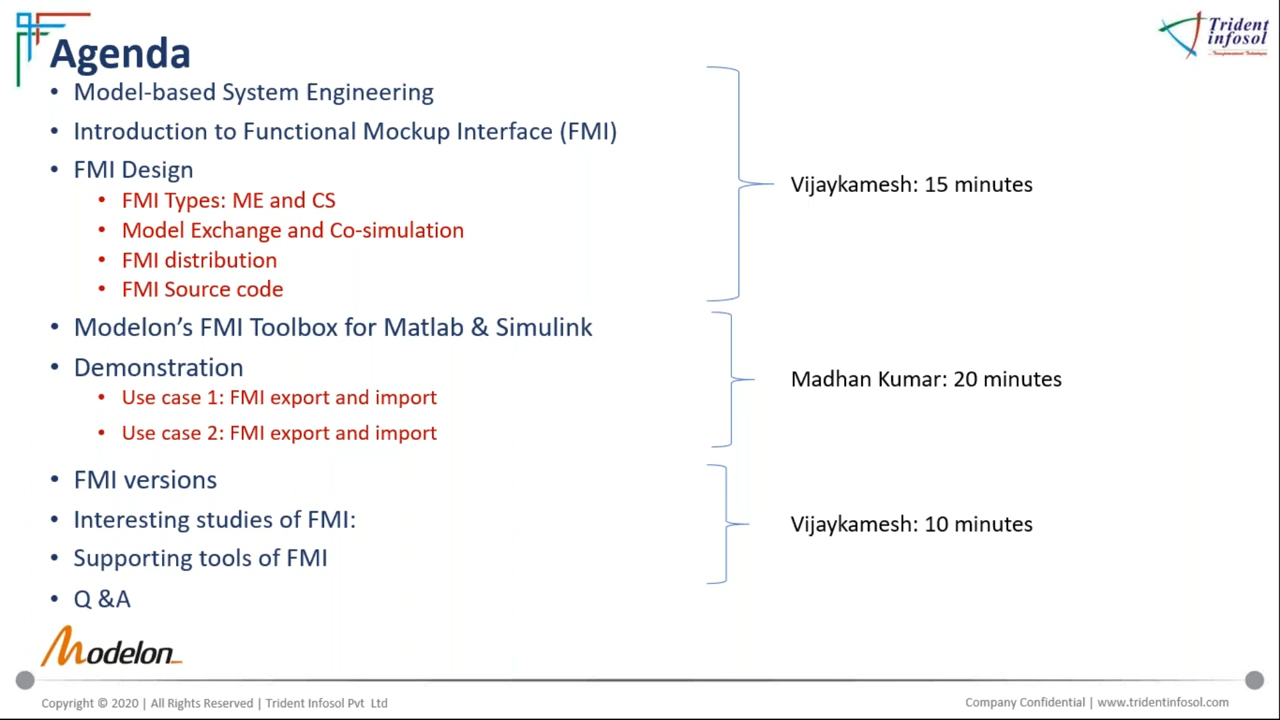 Agenda
Trident
infosol
• Model-based System Engineering
• Introduction to Functional Mockup Interface (FMI)
• FMI Design
• FMI Types: ME and CS
• Model Exchange and Co-simulation
• FMI distribution
• FMI Source code
Vijaykamesh: 15 minutes
• Modelon’s FMI Toolbox for Matlab & Simulink
• Demonstration
• Use case 1: FMI export and import
• Use case 2: FMI export and import
Madhan Kumar: 20 minutes
• FMI versions
• Interesting studies of FMI:
• Supporting tools of FMI
Vijaykamesh: 10 minutes
• Q &A
Modelon
Copyright © 2020 | All Rights Reserved | Trident Infosol Pvt Ltd
Company Confidential | www.tridentinfosol.com